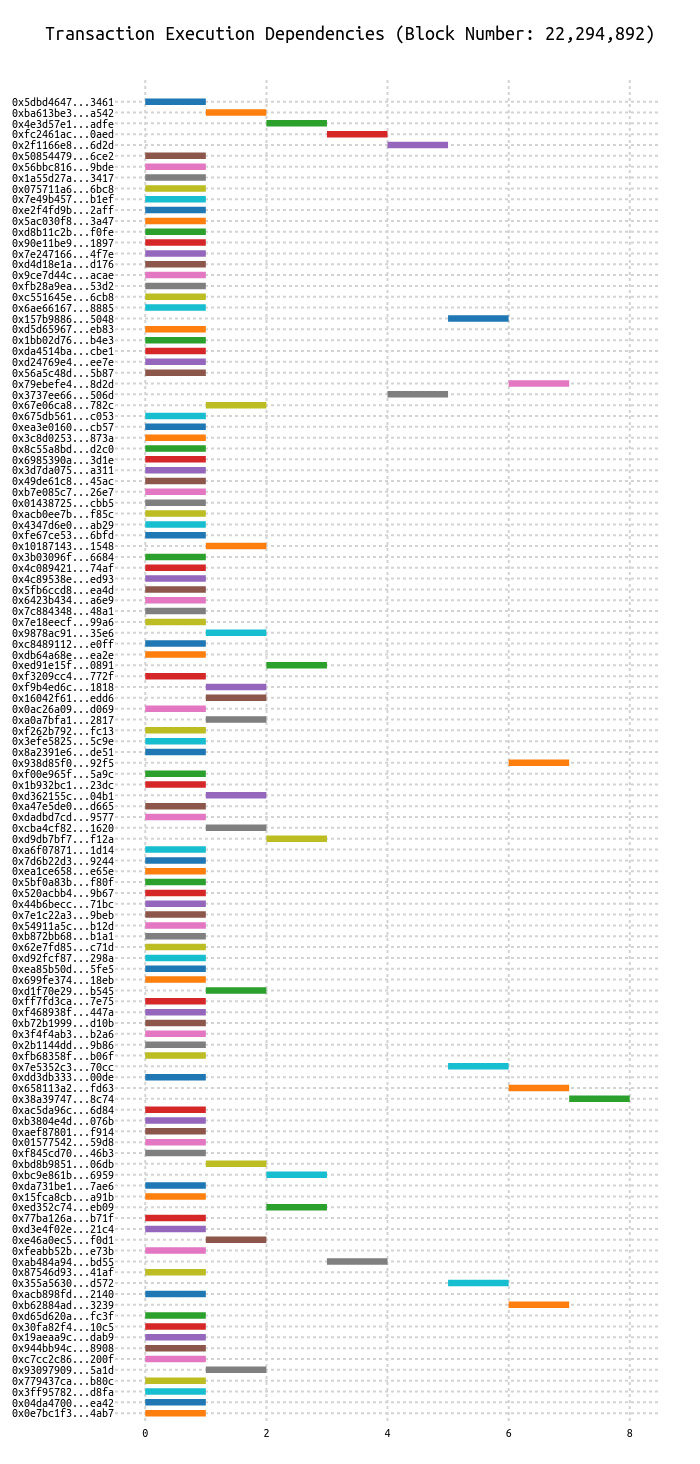 Transaction Execution Dependencies (Block Number: 22,294,892)
0x5dbd4647...3461
0xba613be3...a542
0x4e3d57e1...adfe
0xfc2461ac...0aed
0x2f1166e8...6d2d
0x50854479...6ce2
0x56bbc816...9bde
0x1a55d27a...3417
0x075711a6...6bc8
0x7e49b457...b1ef
0xe2f4fd9b...2aff
0x5ac030f8...3a47
0xd8b11c2b...f0fe
0x90e11be9...1897
0x7e247166...4f7e
0xd4d18e1a...d176
0x9ce7d44c...acae
0xfb28a9ea...53d2
0xc551645e...6cb8
0x6ae66167...8885
0x157b9886...5048
0xd5d65967...eb83
0x1bb02d76...b4e3
0xda4514ba...cbe1
0xd24769e4...ee7e
0x56a5c48d...5b87
0x79ebefe4...8d2d
0x3737ee66...506d
0x67e06ca8...782c
0x675db561...c053
0xea3e0160...cb57
0x3c8d0253...873a
0x8c55a8bd...d2c0
0x6985390a...3d1e
0x3d7da075...a311
0x49de61c8...45ac
0xb7e085c7...26e7
0x01438725...cbb5
0xacb0ee7b...f85c
0x4347d6e0...ab29
0xfe67ce53...6bfd
0x10187143...1548
0x3b03096f...6684
0x4c089421...74af
0x4c89538e...ed93
0x5fb6ccd8...ea4d
0x6423b434...a6e9
0x7c884348...48a1
0x7e18eecf...99a6
0x9878ac91...35e6
0xc8489112...e0ff
0xdb64a68e...ea2e
0xed91e15f...0891
0xf3209cc4...772f
0xf9b4ed6c...1818
0x16042f61...edd6
0x0ac26a09...d069
0xa0a7bfa1...2817
0xf262b792...fc13
0x3efe5825...5c9e
0x8a2391e6...de51
0x938d85f0...92f5
0xf00e965f...5a9c
0x1b932bc1...23dc
0xd362155c...04b1
0xa47e5de0...d665
0xdadbd7cd...9577
0xcba4cf82...1620
0xd9db7bf7...f12a
0xa6f07871...1d14
0x7d6b22d3...9244
0xea1ce658...e65e
0x5bf0a83b...f80f
0x520acbb4...9b67
0x44b6becc...71bc
0x7e1c22a3...9beb
0x54911a5c...b12d
0xb872bb68...b1a1
0x62e7fd85...c71d
0xd92fcf87...298a
0xea85b50d...5fe5
0x699fe374...18eb
0xd1f70e29...b545
0xff7fd3ca...7e75
0xf468938f...447a
0xb72b1999...d10b
0x3f4f4ab3...b2a6
0x2b1144dd...9b86
0xfb68358f...b06f
0x7e5352c3...70cc
0xdd3db333...00de
0x658113a2...fd63
0x38a39747...8c74
0xac5da96c...6d84
0xb3804e4d...076b
0xaef87801...f914
0x01577542...59d8
0xf845cd70...46b3
0xbd8b9851...06db
0xbc9e861b...6959
0xda731be1...7ae6
0x15fca8cb...a91b
0xed352c74...eb09
0x77ba126a...b71f
0xd3e4f02e...21c4
0xe46a0ec5...f0d1
0xfeabb52b...e73b
0xab484a94...bd55
0x87546d93...41af
0x355a5630...d572
0xacb898fd...2140
0xb62884ad...3239
0xd65d620a...fc3f
0x30fa82f4...10c5
0x19aeaa9c...dab9
0x944bb94c...8908
0xc7cc2c86...200f
0x93097909...5a1d
0x779437ca...b80c
0x3ff95782...d8fa
0x04da4700...ea42
0x0e7bc1f3...4ab7
0 2 4 6 8